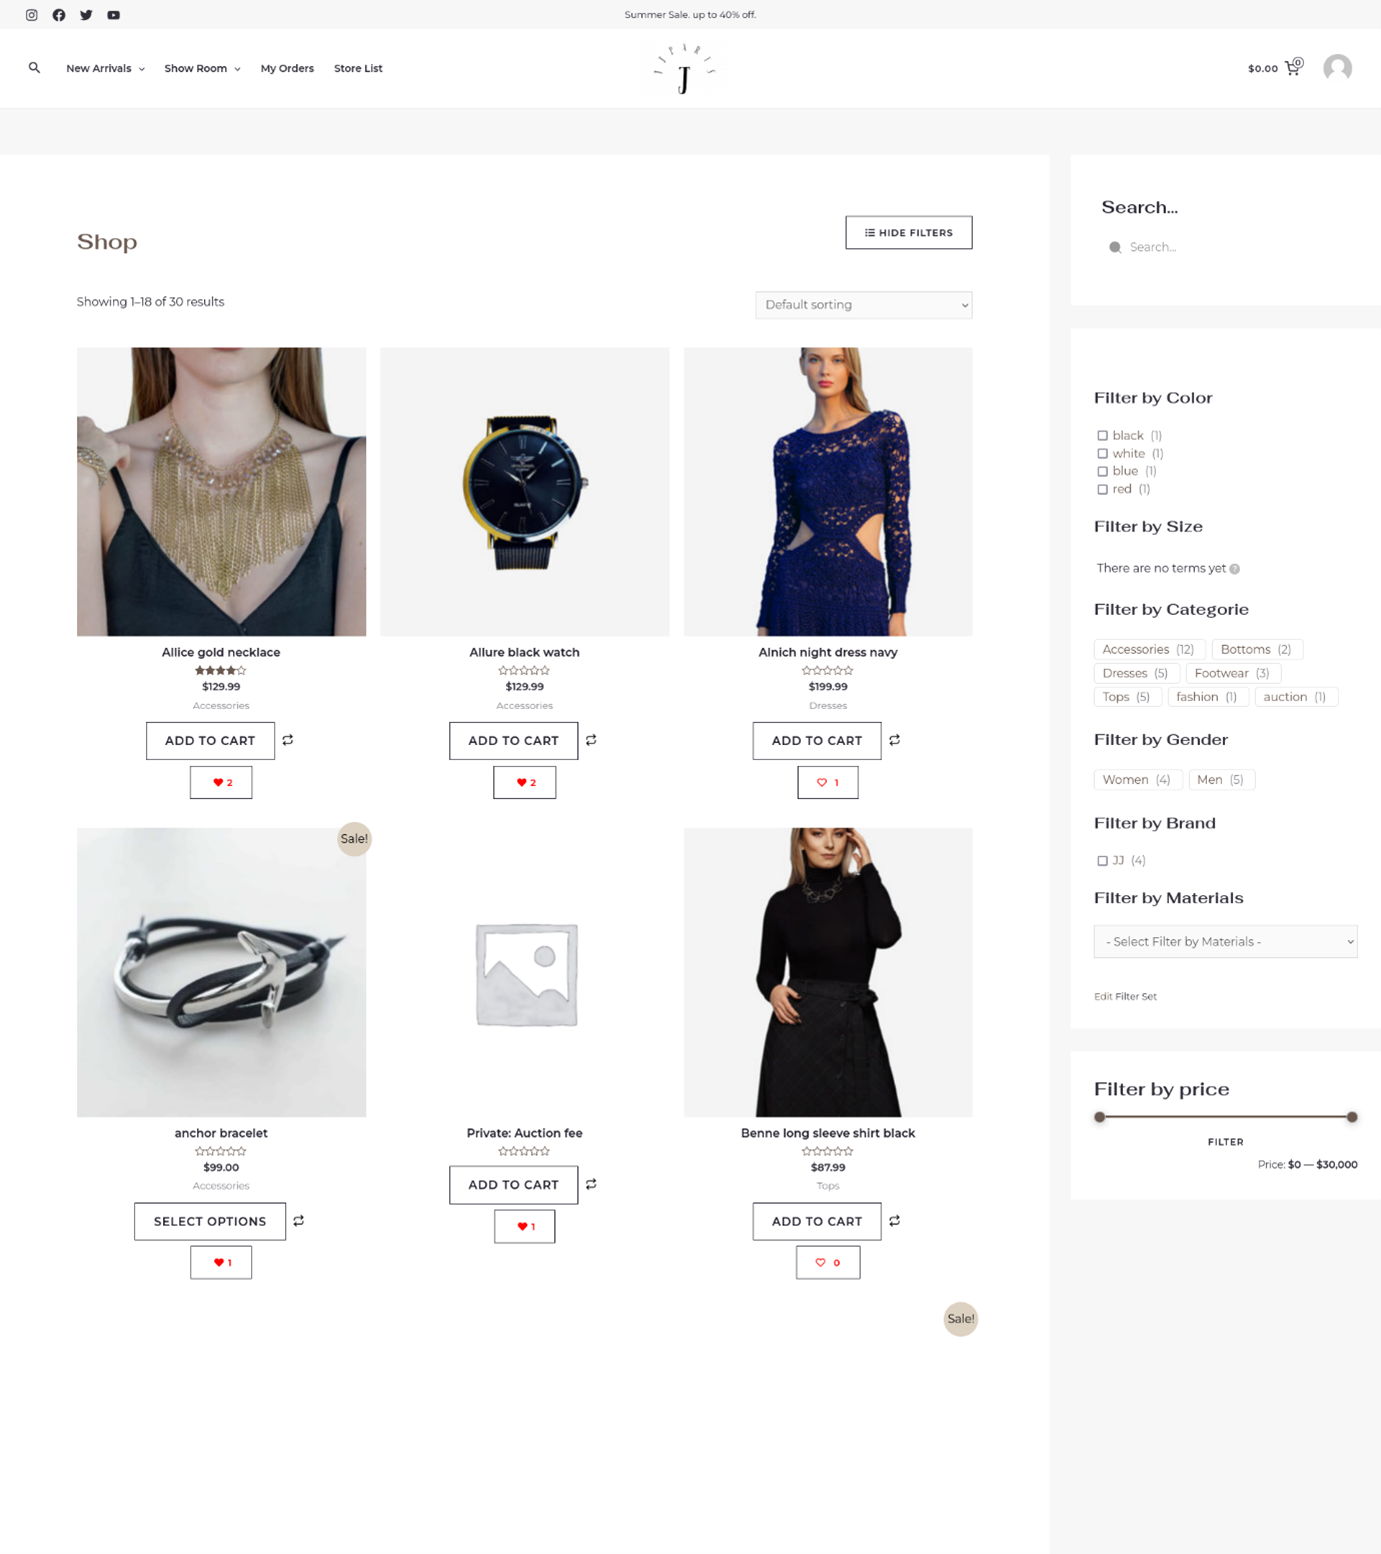 Summer Sale. up to 40% off.
New Arrivals
Show Room
My Orders
Store List
J J P A R I S
J
$0.00
0
Shop
HIDE FILTERS
Showing 1–18 of 30 results
Default sorting
Allice gold necklace
$129.99
Accessories
ADD TO CART
2
Allure black watch
$129.99
Accessories
ADD TO CART
2
Alnich night dress navy
$199.99
Dresses
ADD TO CART
1
Sale!
anchor bracelet
$99.00
Accessories
SELECT OPTIONS
1
Private: Auction fee
ADD TO CART
1
Benne long sleeve shirt black
$87.99
Tops
ADD TO CART
0
Sale!
Search...
Search...
Filter by Color
black (1)
white (1)
blue (1)
red (1)
Filter by Size
There are no terms yet ?
Filter by Categorie
Accessories (12) Bottoms (2)
Dresses (5) Footwear (3)
Tops (5) fashion (1) auction (1)
Filter by Gender
Women (4) Men (5)
Filter by Brand
JJ (4)
Filter by Materials
- Select Filter by Materials -
Edit Filter Set
Filter by price
FILTER
Price: $0 — $30,000